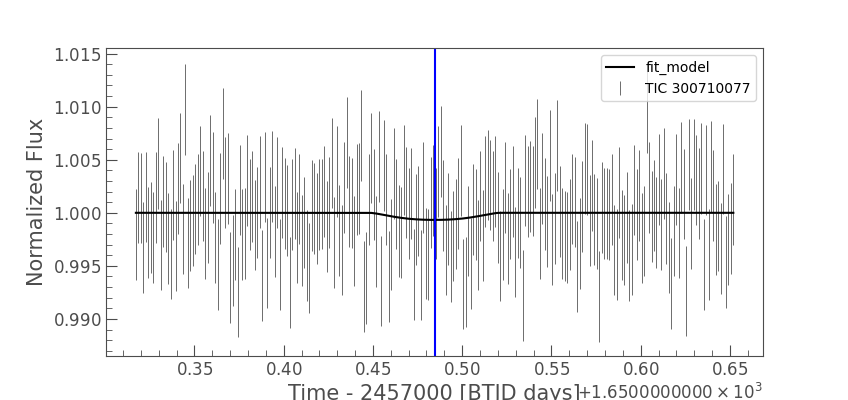 1.015
1.010
1.005
1.000
0.995
0.990
Normalized Flux
fit_model
TIC 300710077
0.35 0.40 0.45 0.50 0.55 0.60 0.65
Time - 2457000 [BTJD days]
+1.6500000000 × 10³